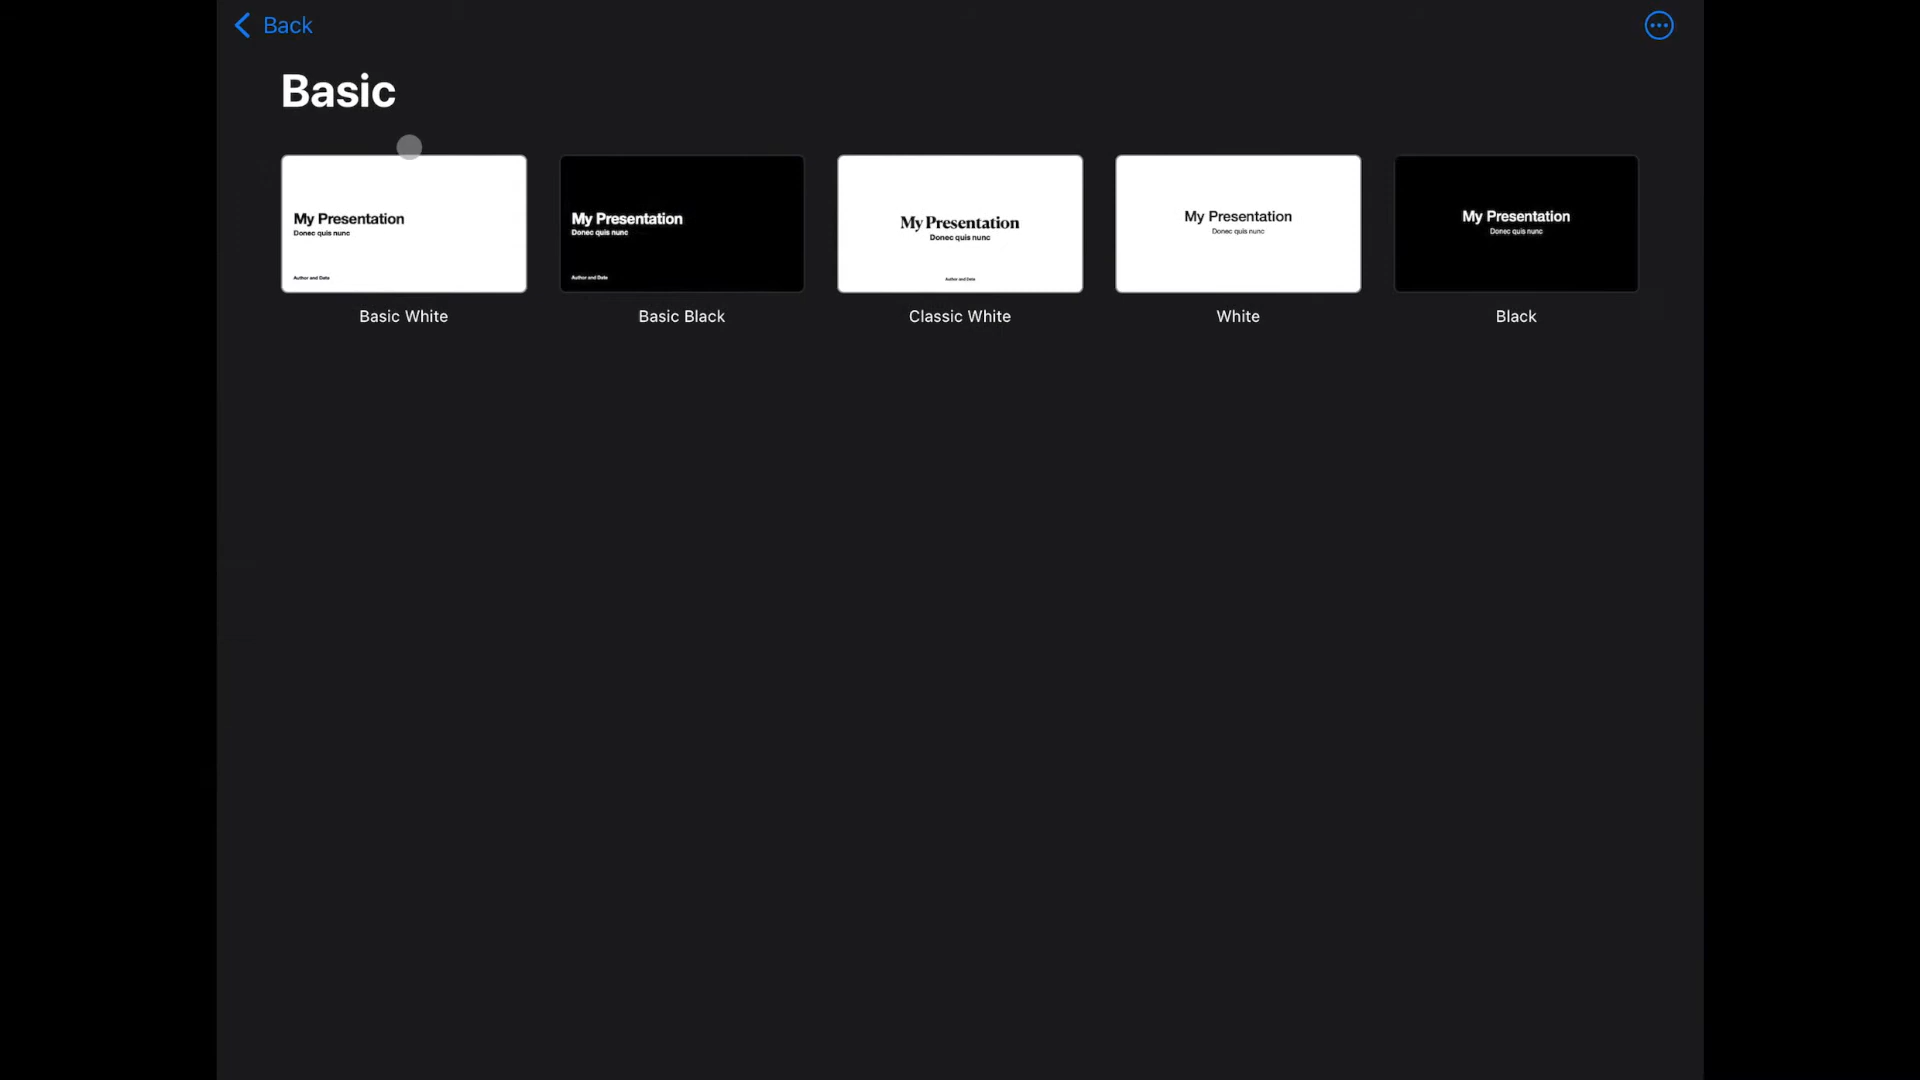 Back
Basic
My Presentation
Donec quis nunc
Author and Date
My Presentation
Donec quis nunc
Author and Date
My Presentation
Donec quis nunc
Author and Date
My Presentation
Donec quis nunc
My Presentation
Donec quis nunc
Basic White
Basic Black
Classic White
White
Black